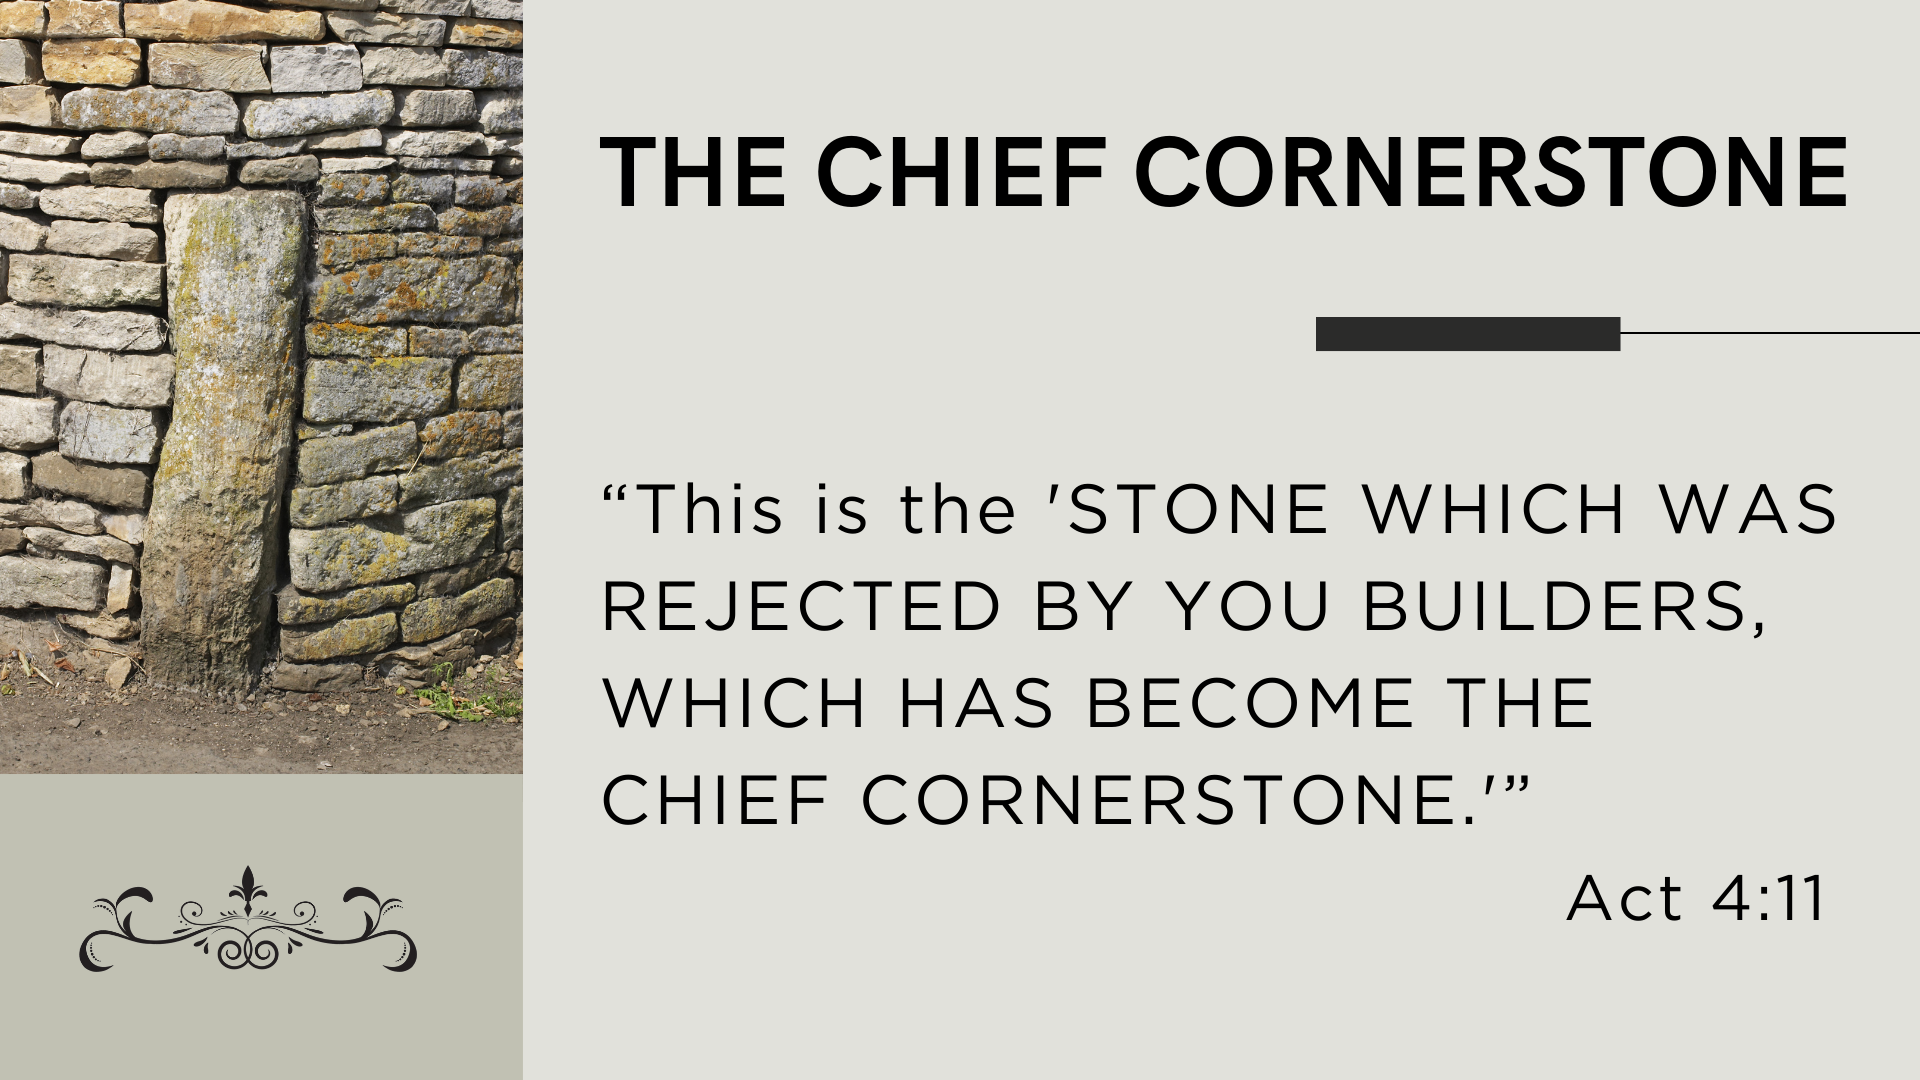 THE CHIEF CORNERSTONE
“This is the 'STONE WHICH WAS
REJECTED BY YOU BUILDERS,
WHICH HAS BECOME THE
CHIEF CORNERSTONE.'”
Act 4:11